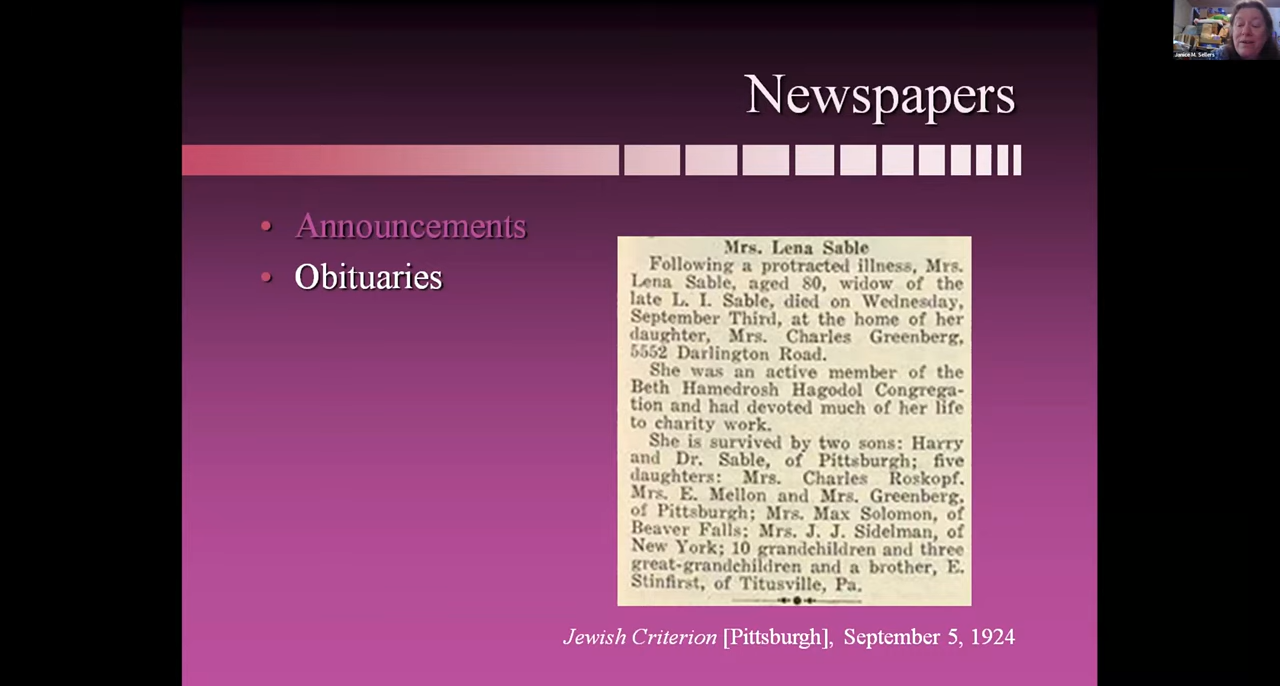 Janice M. Sellers
Newspapers
• Announcements
• Obituaries
Mrs. Lena Sable
Following a protracted illness, Mrs.
Lena Sable, aged 80, widow of the
late L. I. Sable, died on Wednesday,
September Third, at the home of her
daughter, Mrs. Charles Greenberg,
5552 Darlington Road.
She was an active member of the
Beth Hamedrosh Hagodol Congrega-
tion and had devoted much of her life
to charity work.
She is survived by two sons: Harry
and Dr. Sable, of Pittsburgh; five
daughters: Mrs. Charles Roskopf.
Mrs. E. Mellon and Mrs. Greenberg,
of Pittsburgh; Mrs. Max Solomon, of
Beaver Falls; Mrs. J. J. Sidelman, of
New York; 10 grandchildren and three
great-grandchildren and a brother, E.
Stinfirst, of Titusville, Pa.
Jewish Criterion [Pittsburgh], September 5, 1924